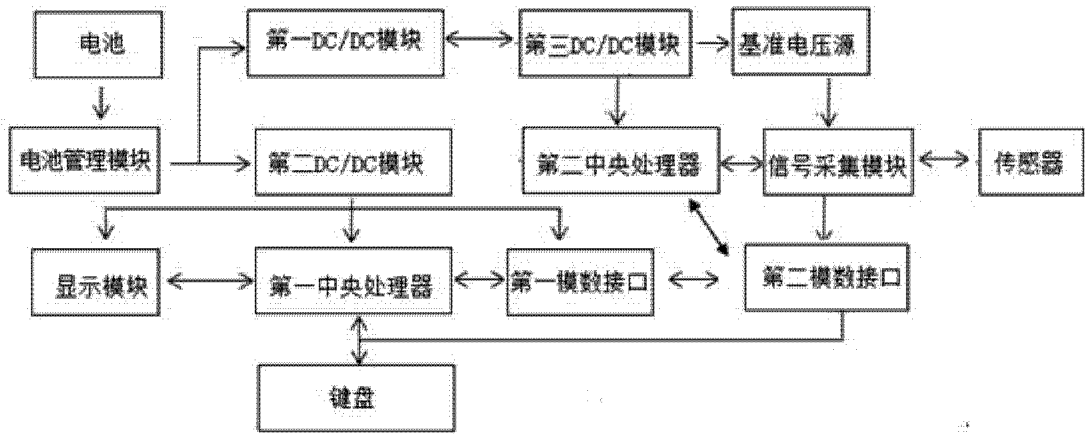 电池
第一DC/DC模块
第三DC/DC模块
基准电压源
电池管理模块
第二DC/DC模块
第二中央处理器
信号采集模块
传感器
显示模块
第一中央处理器
第一模数接口
第二模数接口
键盘